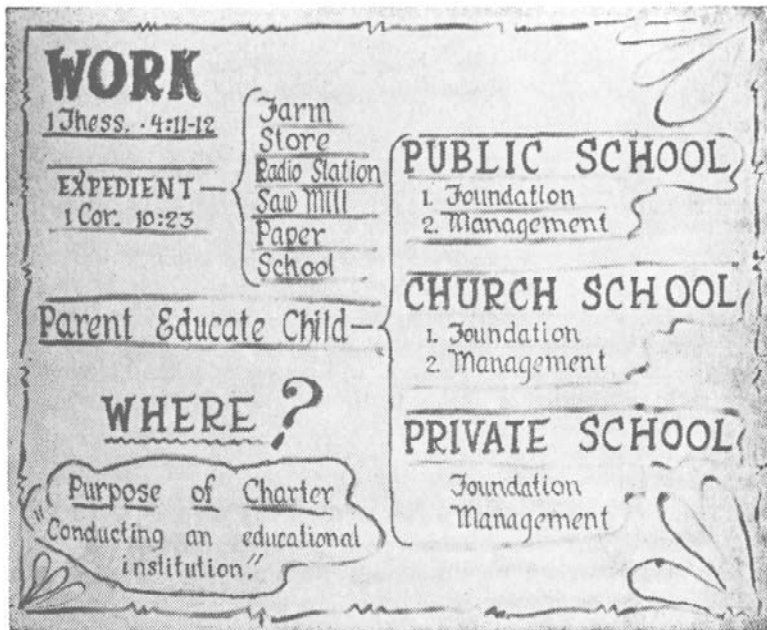 WORK
1 Thess. · 4:11-12
EXPEDIENT
1 Cor. 10:23
Farm
Store
Radio Station
Saw Mill
Paper
School
Parent Educate Child
WHERE?
Purpose of Charter
"Conducting an educational
institution."
PUBLIC SCHOOL
1. Foundation
2. Management
CHURCH SCHOOL
1. Foundation
2. Management
PRIVATE SCHOOL
Foundation
Management